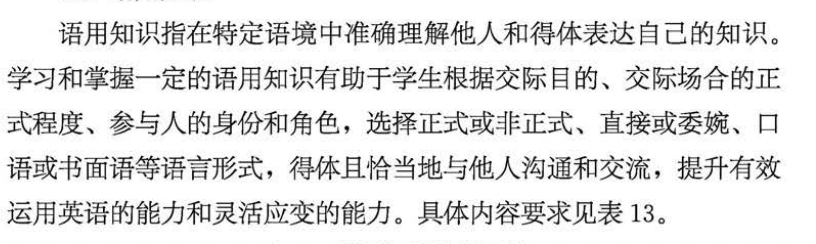 语用知识指在特定语境中准确理解他人和得体表达自己的知识。
学习和掌握一定的语用知识有助于学生根据交际目的、交际场合的正
式程度、参与人的身份和角色，选择正式或非正式、直接或委婉、口
语或书面语等语言形式，得体且恰当地与他人沟通和交流，提升有效
运用英语的能力和灵活应变的能力。具体内容要求见表 13。